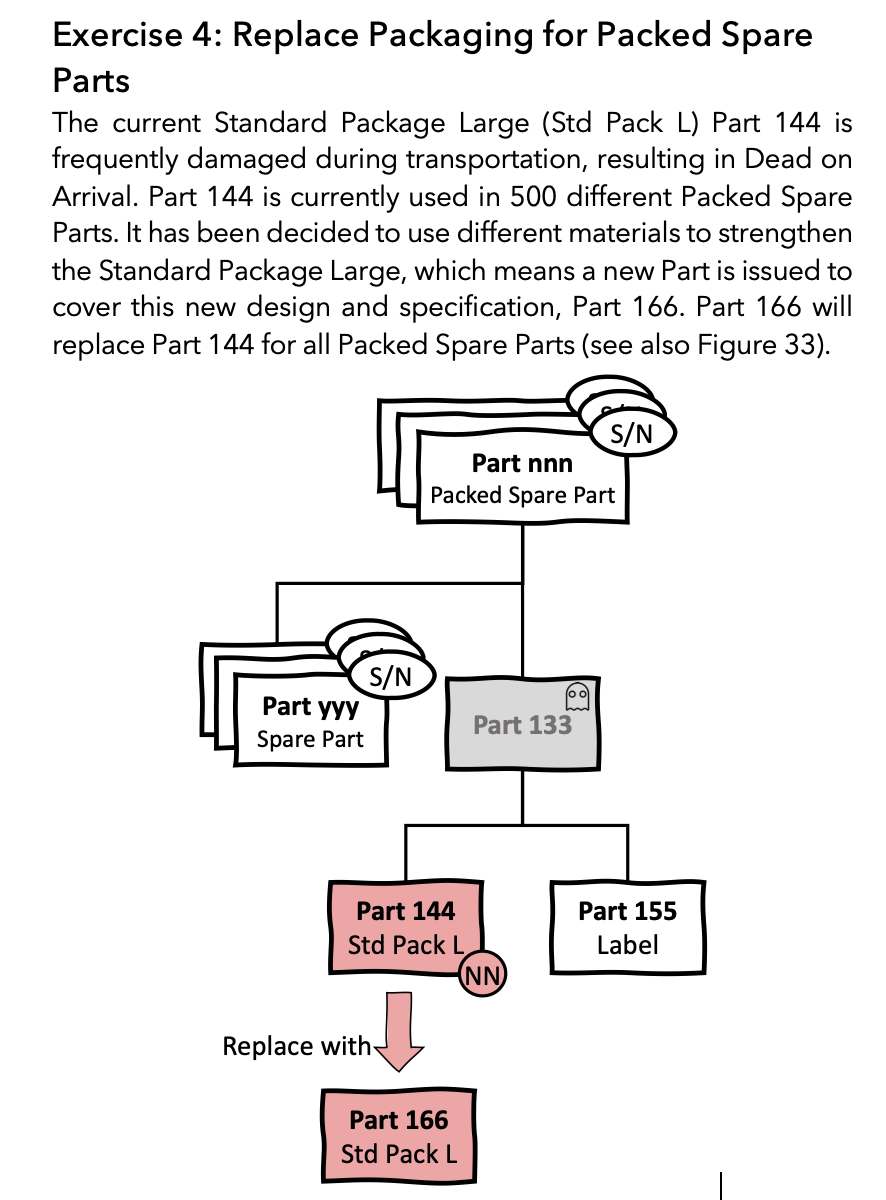 Exercise 4: Replace Packaging for Packed Spare
Parts
The current Standard Package Large (Std Pack L) Part 144 is
frequently damaged during transportation, resulting in Dead on
Arrival. Part 144 is currently used in 500 different Packed Spare
Parts. It has been decided to use different materials to strengthen
the Standard Package Large, which means a new Part is issued to
cover this new design and specification, Part 166. Part 166 will
replace Part 144 for all Packed Spare Parts (see also Figure 33).
S/N
Part nnn
Packed Spare Part
S/N
Part yyy
Spare Part
Part 133
Part 144
Std Pack L
NN
Part 155
Label
Replace with
Part 166
Std Pack L